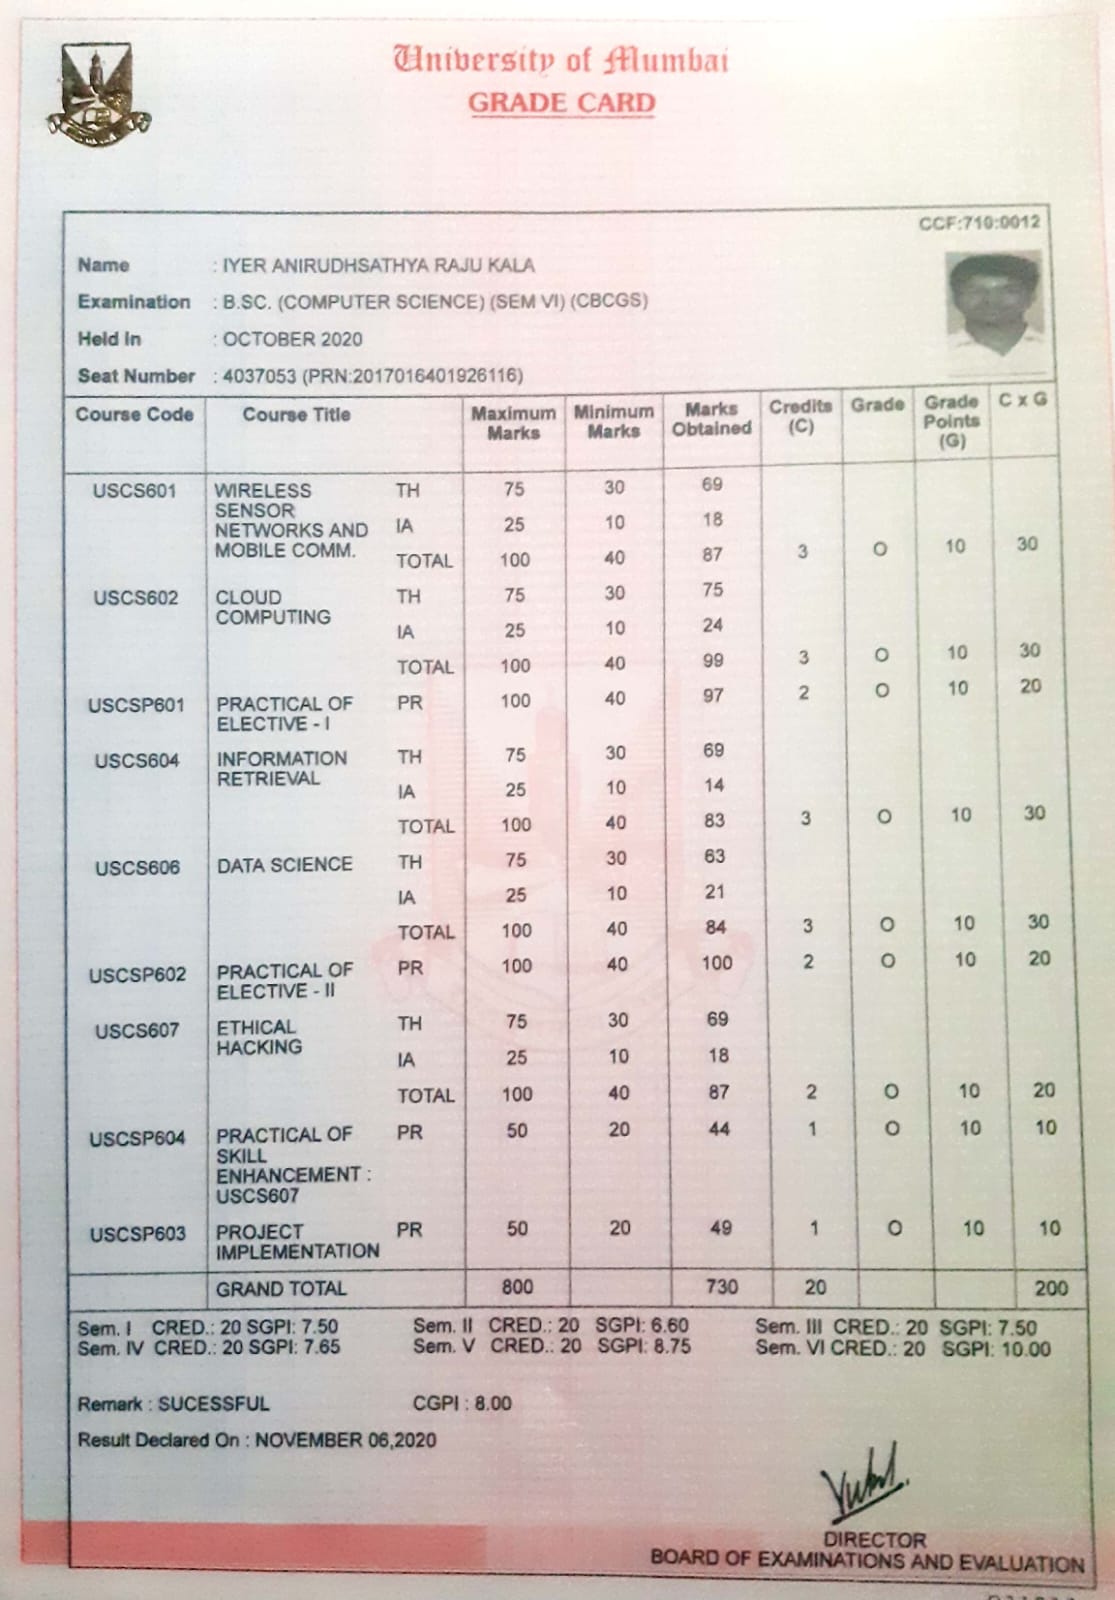 University of Mumbai
GRADE CARD
CCF:710:0012
Name : IYER ANIRUDHSATHYA RAJU KALA
Examination : B.SC. (COMPUTER SCIENCE) (SEM VI) (CBCGS)
Held In : OCTOBER 2020
Seat Number : 4037053 (PRN:2017016401926116)
Course Code Course Title Maximum Marks Minimum Marks Marks Obtained Credits (C) Grade Grade Points (G) C x G
USCS601 WIRELESS TH 75 30 69
SENSOR
NETWORKS AND IA 25 10 18
MOBILE COMM. TOTAL 100 40 87 3 O 10 30
USCS602 CLOUD TH 75 30 75
COMPUTING IA 25 10 24
TOTAL 100 40 99 3 O 10 30
USCSP601 PRACTICAL OF PR 100 40 97 2 O 10 20
ELECTIVE - I
USCS604 INFORMATION TH 75 30 69
RETRIEVAL IA 25 10 14
TOTAL 100 40 83 3 O 10 30
USCS606 DATA SCIENCE TH 75 30 63
IA 25 10 21
TOTAL 100 40 84 3 O 10 30
USCSP602 PRACTICAL OF PR 100 40 100 2 O 10 20
ELECTIVE - II
USCS607 ETHICAL TH 75 30 69
HACKING IA 25 10 18
TOTAL 100 40 87 2 O 10 20
USCSP604 PRACTICAL OF PR 50 20 44 1 O 10 10
SKILL
ENHANCEMENT :
USCS607
USCSP603 PROJECT PR 50 20 49 1 O 10 10
IMPLEMENTATION
GRAND TOTAL 800 730 20 200
Sem. I CRED.: 20 SGPI: 7.50 Sem. II CRED.: 20 SGPI: 6.60 Sem. III CRED.: 20 SGPI: 7.50
Sem. IV CRED.: 20 SGPI: 7.65 Sem. V CRED.: 20 SGPI: 8.75 Sem. VI CRED.: 20 SGPI: 10.00
Remark : SUCESSFUL CGPI : 8.00
Result Declared On : NOVEMBER 06,2020
DIRECTOR
BOARD OF EXAMINATIONS AND EVALUATION